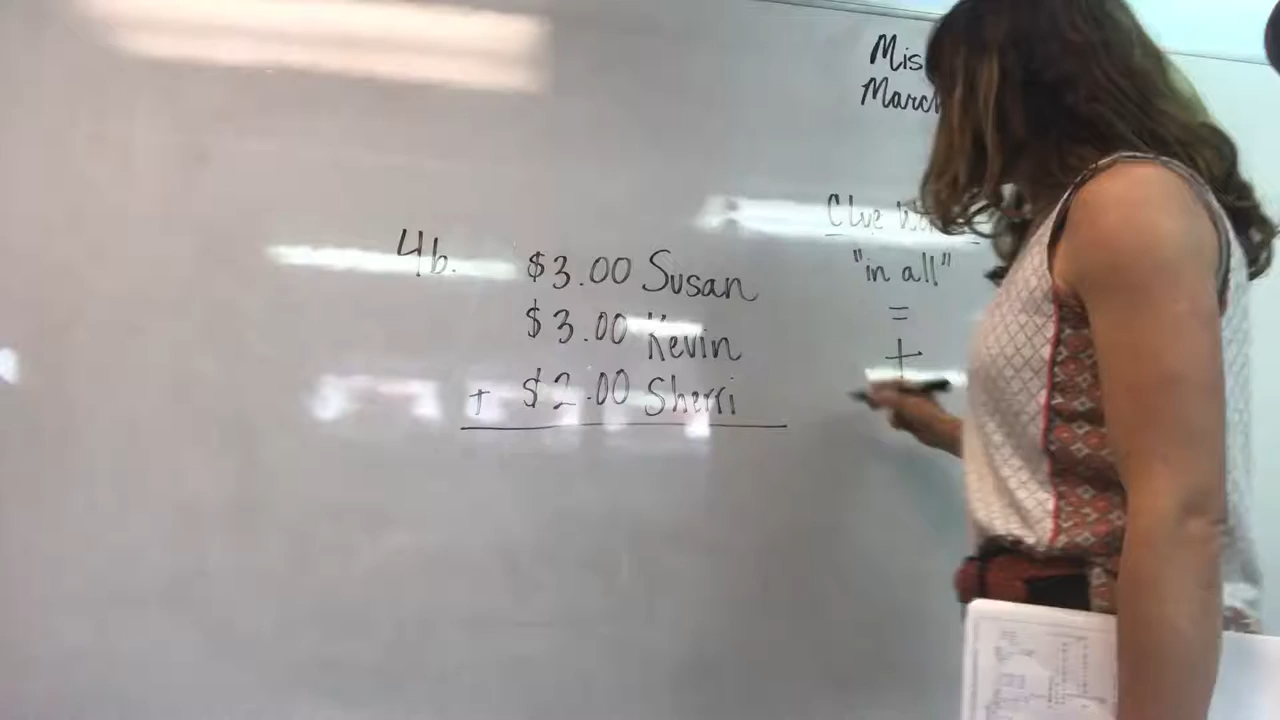 Mis
March
Clue
"in all"
=
+
4b. $3.00 Susan
$3.00 Kevin
+ $2.00 Sherri